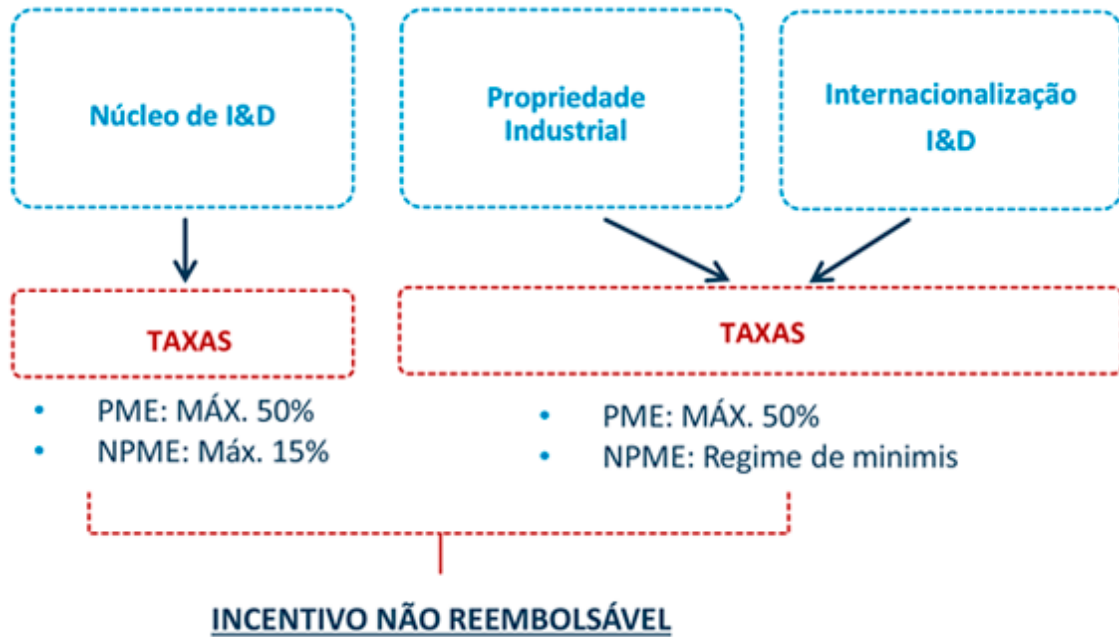 Núcleo de I&D
Propriedade
Industrial
Internacionalização
I&D
TAXAS
TAXAS
• PME: MÁX. 50%
• NPME: Máx. 15%
• PME: MÁX. 50%
• NPME: Regime de minimis
INCENTIVO NÃO REEMBOLSÁVEL